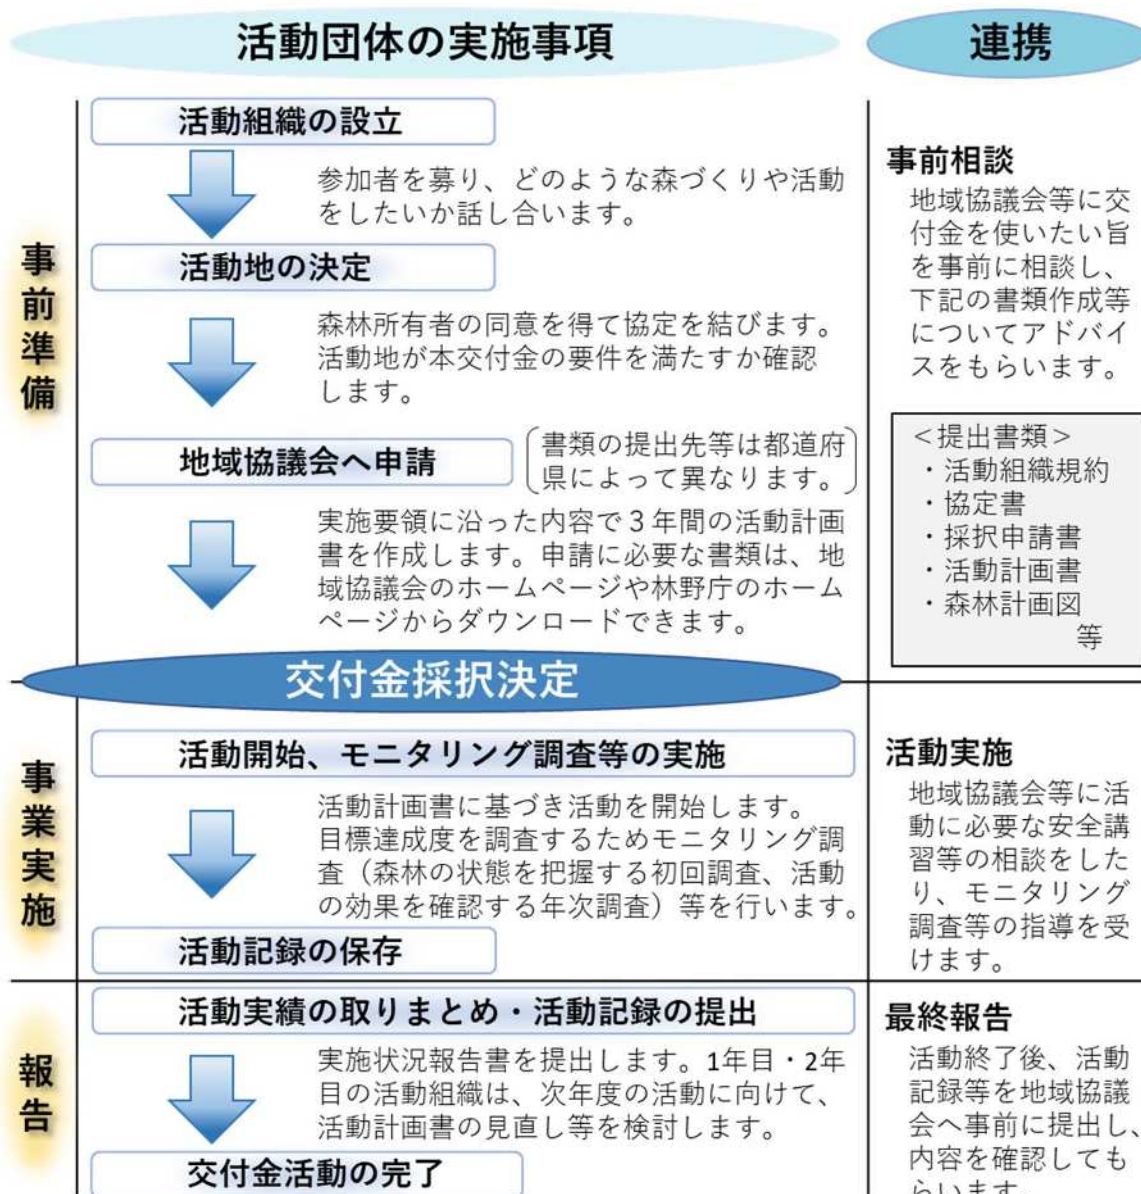 活動団体の実施事項
連携
事前準備
活動組織の設立
参加者を募り、どのような森づくりや活動
をしたいか話し合います。
活動地の決定
森林所有者の同意を得て協定を結びます。
活動地が本交付金の要件を満たすか確認
します。
地域協議会へ申請
書類の提出先等は都道府
県によって異なります。
実施要領に沿った内容で3年間の活動計画
書を作成します。申請に必要な書類は、地
域協議会のホームページや林野庁のホーム
ページからダウンロードできます。
事前相談
地域協議会等に交
付金を使いたい旨
を事前に相談し、
下記の書類作成等
についてアドバイ
スをもらいます。
<提出書類>
・活動組織規約
・協定書
・採択申請書
・活動計画書
・森林計画図
等
交付金採択決定
事業実施
活動開始、モニタリング調査等の実施
活動計画書に基づき活動を開始します。
目標達成度を調査するためモニタリング調
査（森林の状態を把握する初回調査、活動
の効果を確認する年次調査）等を行います。
活動記録の保存
活動実施
地域協議会等に活
動に必要な安全講
習等の相談をした
り、モニタリング
調査等の指導を受
けます。
報告
活動実績の取りまとめ・活動記録の提出
実施状況報告書を提出します。1年目・2年
目の活動組織は、次年度の活動に向けて、
活動計画書の見直し等を検討します。
交付金活動の完了
最終報告
活動終了後、活動
記録等を地域協議
会へ事前に提出し、
内容を確認しても
らいます。